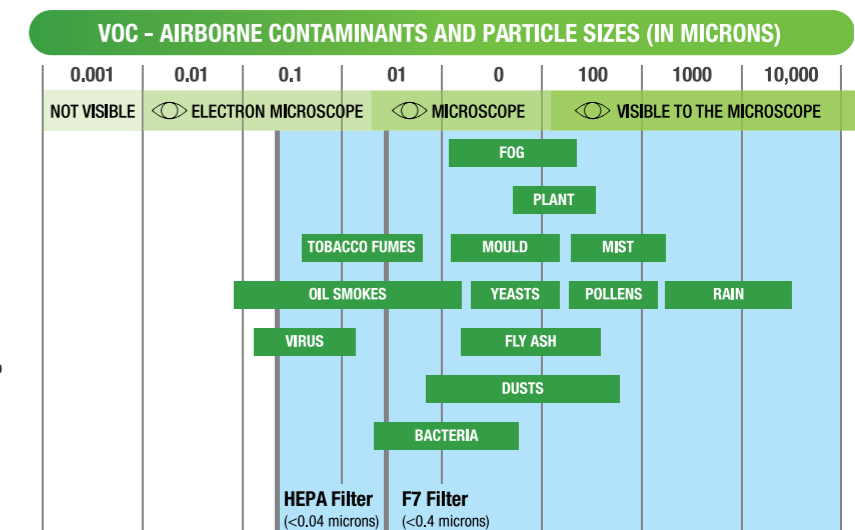 VOC - AIRBORNE CONTAMINANTS AND PARTICLE SIZES (IN MICRONS)
0.001 0.01 0.1 01 0 100 1000 10,000
NOT VISIBLE ELECTRON MICROSCOPE MICROSCOPE VISIBLE TO THE MICROSCOPE
FOG
PLANT
TOBACCO FUMES MOULD MIST
OIL SMOKES YEASTS POLLENS RAIN
VIRUS FLY ASH
DUSTS
BACTERIA
HEPA Filter F7 Filter
(<0.04 microns) (<0.4 microns)